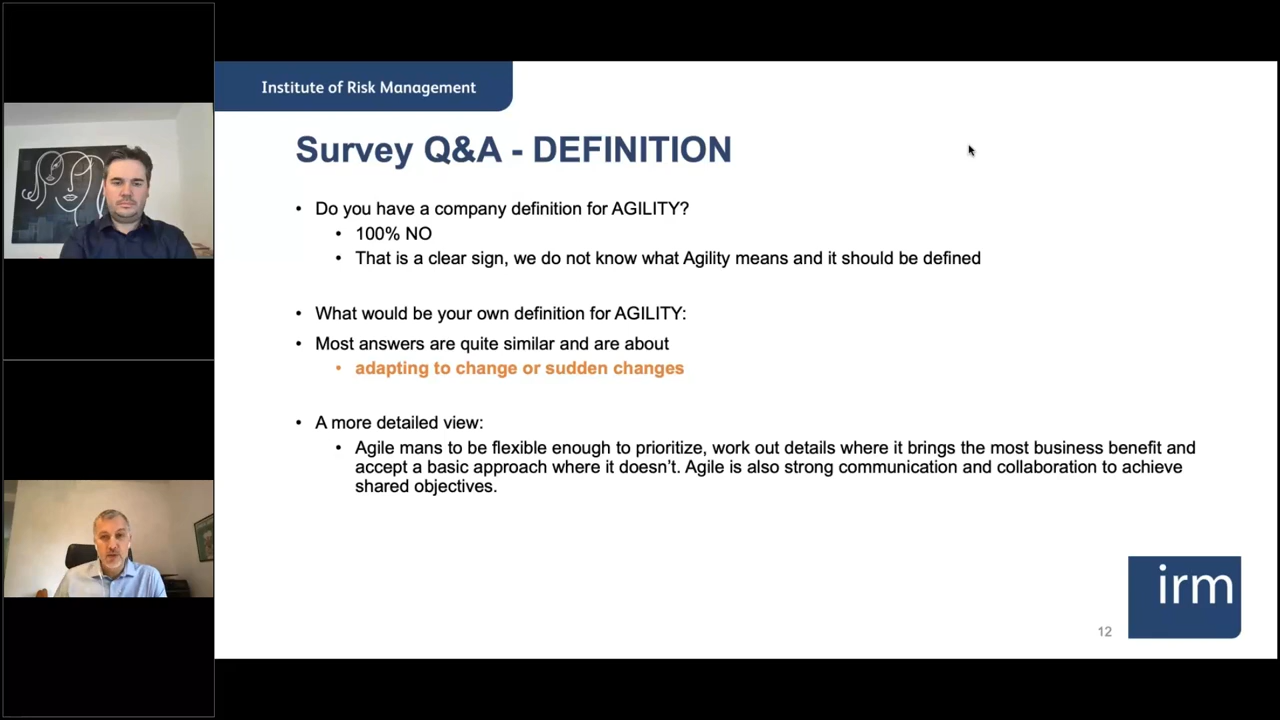 Institute of Risk Management
Survey Q&A - DEFINITION
• Do you have a company definition for AGILITY?
• 100% NO
• That is a clear sign, we do not know what Agility means and it should be defined
• What would be your own definition for AGILITY:
• Most answers are quite similar and are about
• adapting to change or sudden changes
• A more detailed view:
• Agile mans to be flexible enough to prioritize, work out details where it brings the most business benefit and
accept a basic approach where it doesn't. Agile is also strong communication and collaboration to achieve
shared objectives.
irm
12